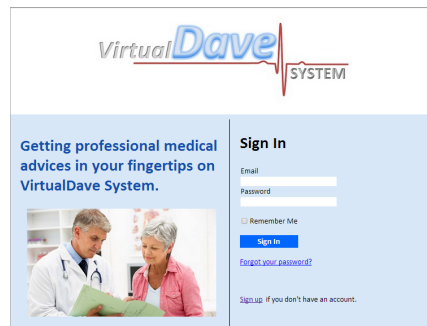 VirtualDave
SYSTEM
Getting professional medical
advices in your fingertips on
VirtualDave System.
Sign In
Email
Password
Remember Me
Sign In
Forgot your password?
Sign up if you don't have an account.